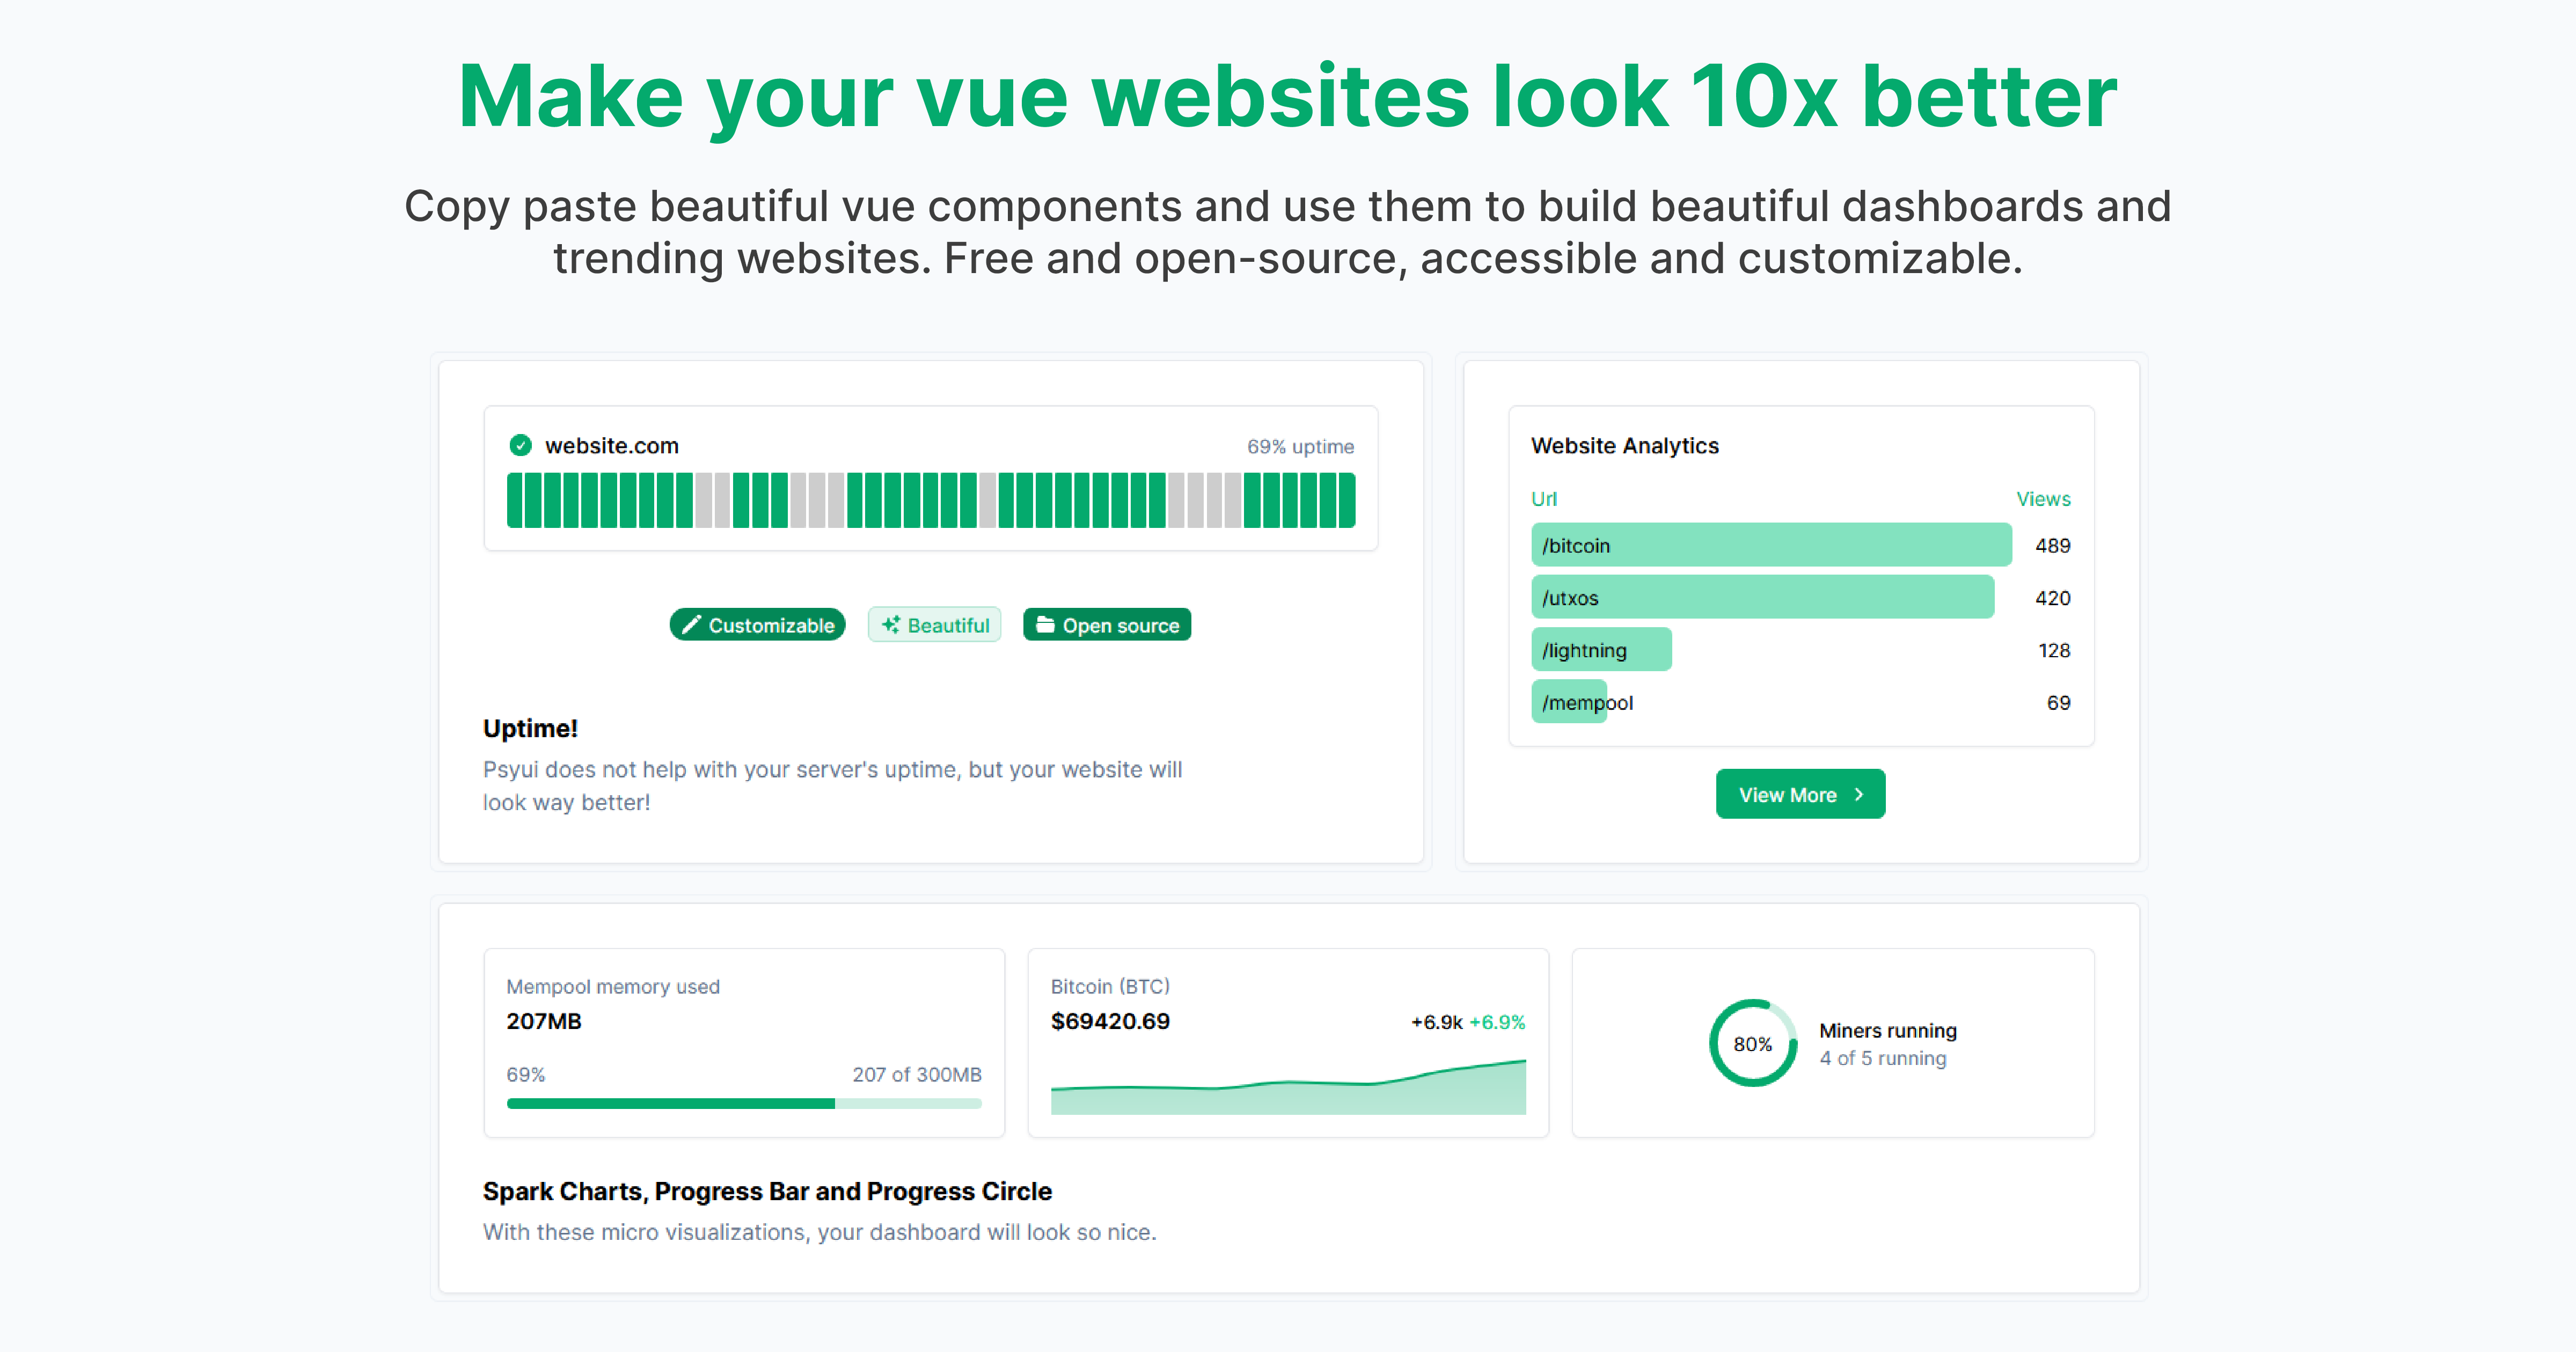 Make your vue websites look 10x better
Copy paste beautiful vue components and use them to build beautiful dashboards and
trending websites. Free and open-source, accessible and customizable.
website.com
69% uptime
Customizable
Beautiful
Open source
Uptime!
Psyui does not help with your server's uptime, but your website will
look way better!
Website Analytics
Url
Views
/bitcoin
489
/utxos
420
/lightning
128
/mempool
69
View More
Mempool memory used
207MB
69%
207 of 300MB
Bitcoin (BTC)
$69420.69
+6.9k +6.9%
80%
Miners running
4 of 5 running
Spark Charts, Progress Bar and Progress Circle
With these micro visualizations, your dashboard will look so nice.